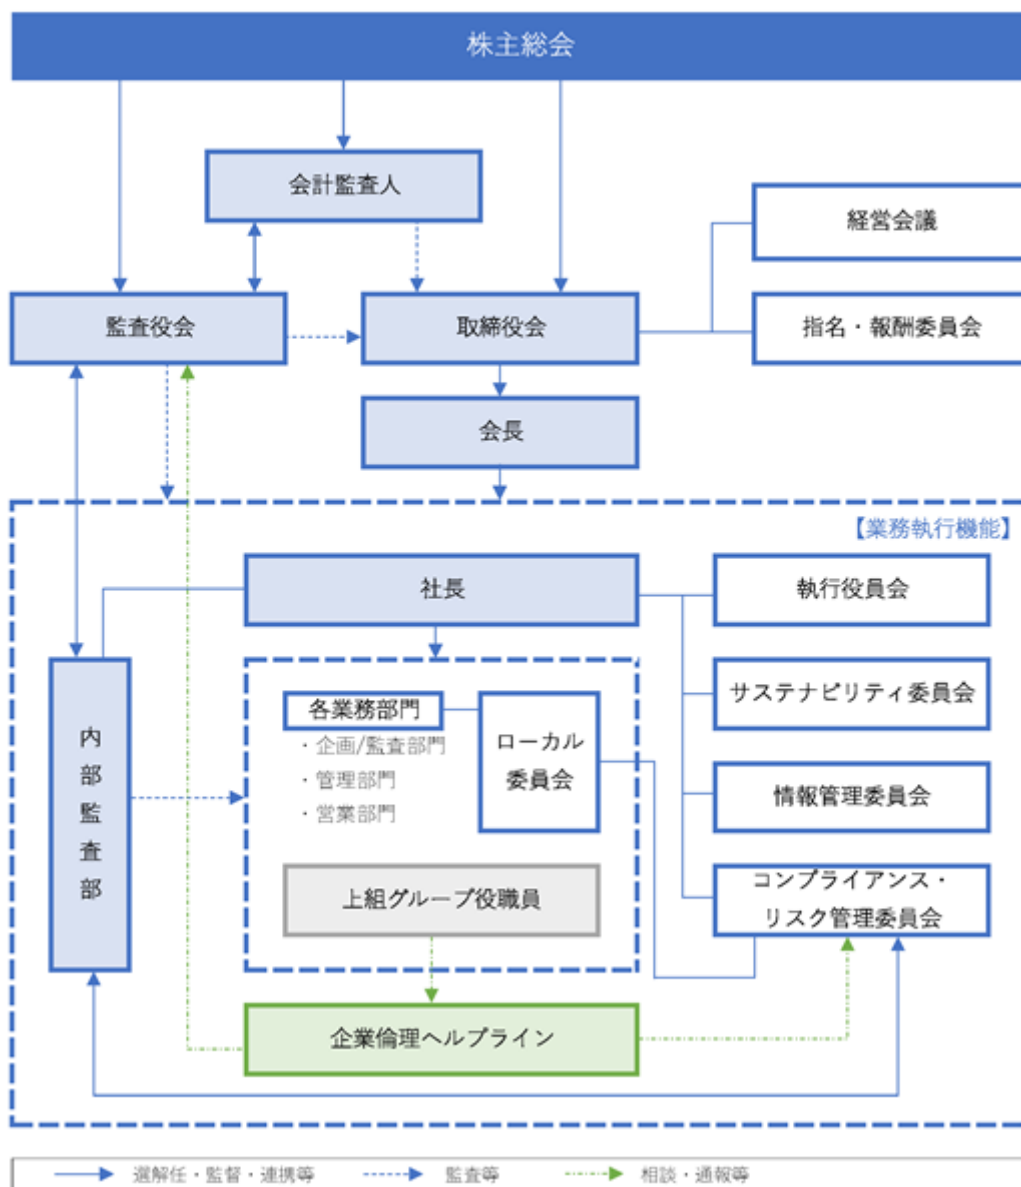 株主総会
会計監査人
経営会議
監査役会
取締役会
指名・報酬委員会
会長
【業務執行機能】
社長
執行役員会
サステナビリティ委員会
各業務部門
・企画/監査部門
・管理部門
・営業部門
ローカル
委員会
情報管理委員会
内部監査部
上組グループ役職員
コンプライアンス・
リスク管理委員会
企業倫理ヘルプライン
選解任・監督・連携等
監査等
相談・通報等